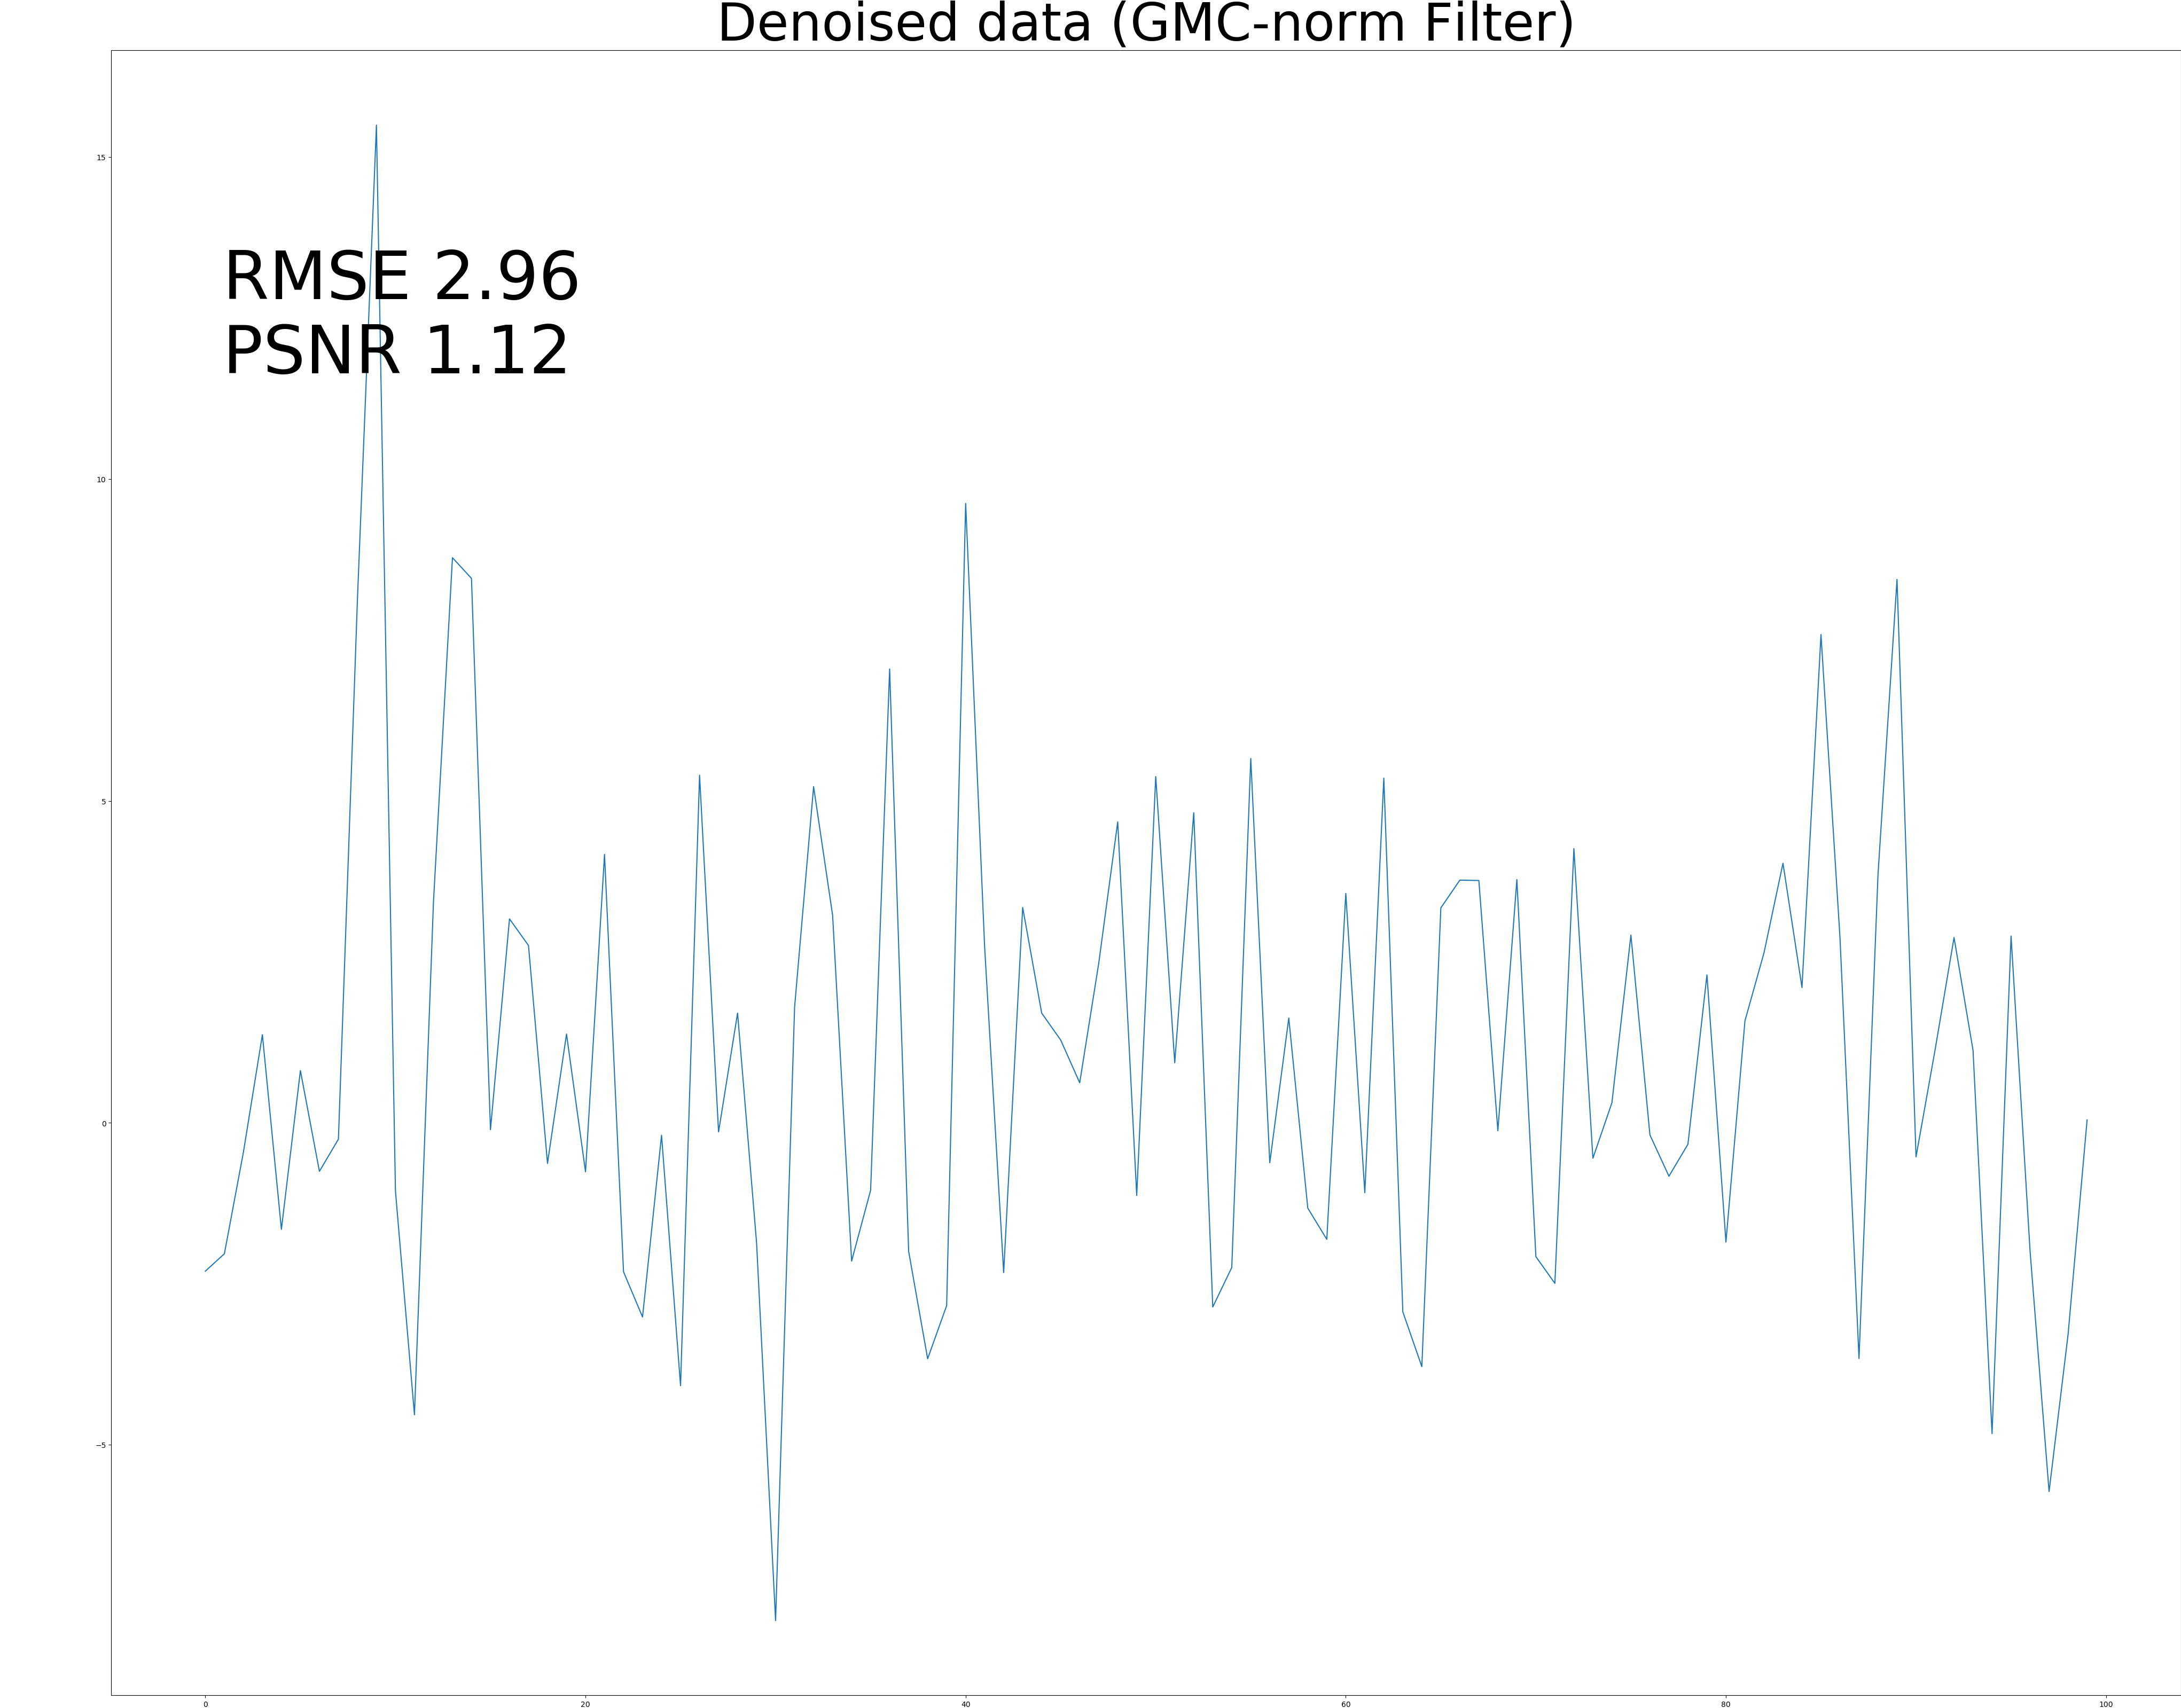 Denoised data (GMC-norm Fillter)
15
RMSE 2.96
PSNR 1.12
10
5
0
−5
0 20 40 60 80 100